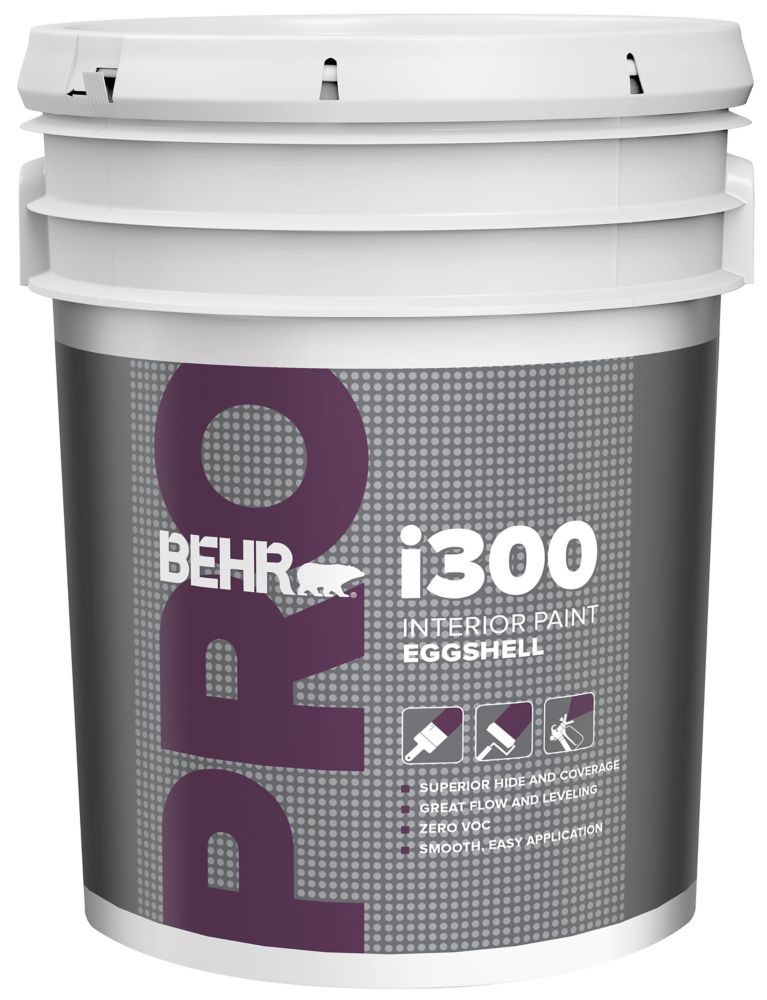 PRO
BEHR®
i300
INTERIOR PAINT
EGGSHELL
SUPERIOR HIDE AND COVERAGE
GREAT FLOW AND LEVELING
ZERO VOC
SMOOTH, EASY APPLICATION